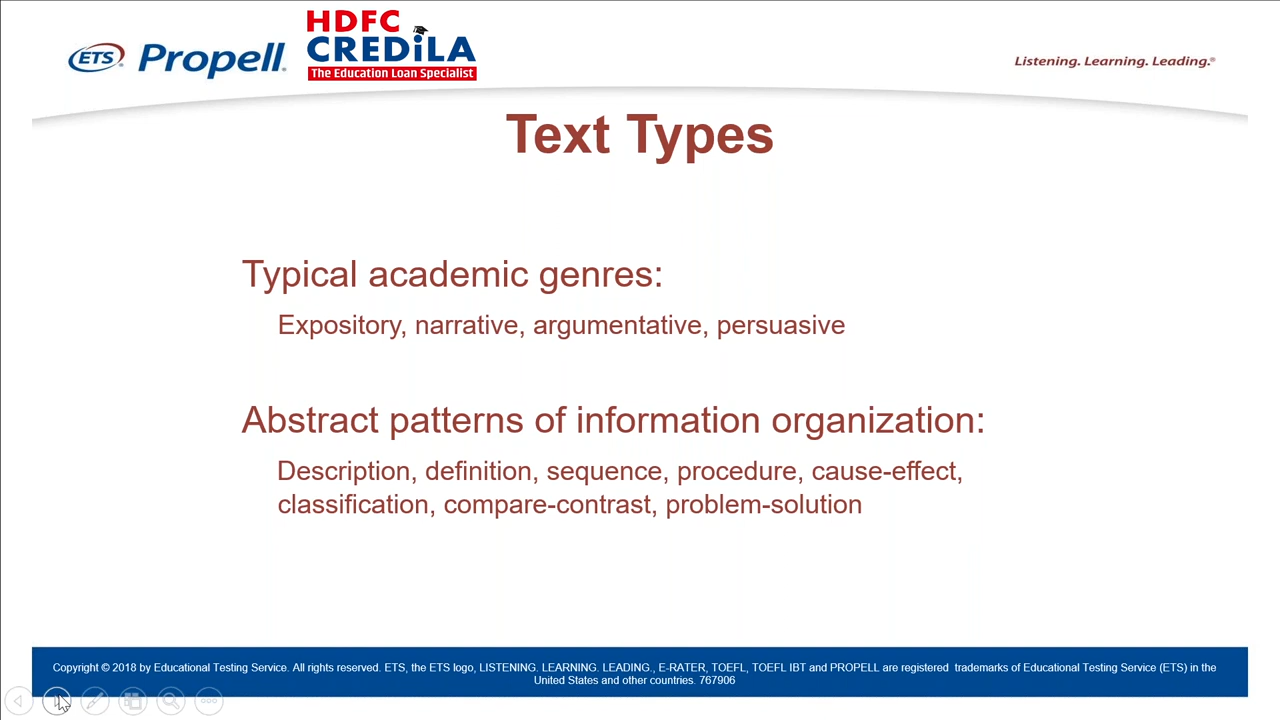 ETS Propell
HDFC
CREDiLA
The Education Loan Specialist
Listening. Learning. Leading.®
Text Types
Typical academic genres:
Expository, narrative, argumentative, persuasive
Abstract patterns of information organization:
Description, definition, sequence, procedure, cause-effect,
classification, compare-contrast, problem-solution
Copyright © 2018 by Educational Testing Service. All rights reserved. ETS, the ETS logo, LISTENING. LEARNING. LEADING., E-RATER, TOEFL, TOEFL IBT and PROPELL are registered trademarks of Educational Testing Service (ETS) in the
United States and other countries. 767906